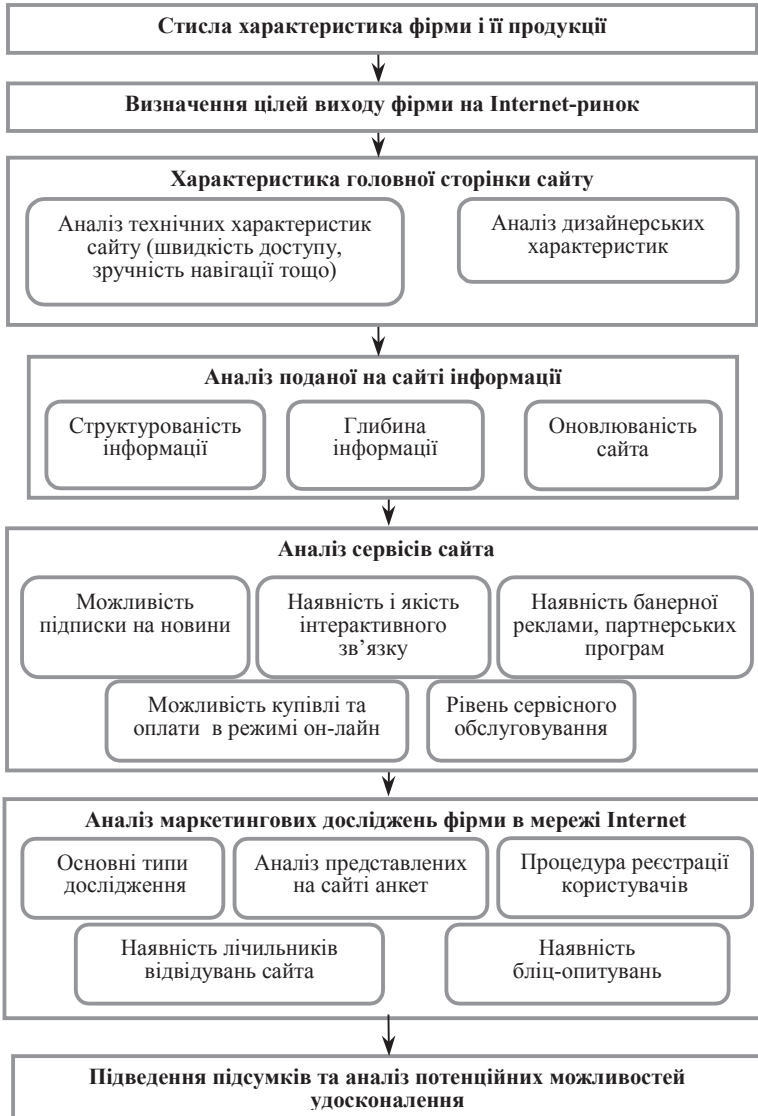 Стисла характеристика фірми і її продукції
Визначення цілей виходу фірми на Internet-ринок
Характеристика головної сторінки сайту
Аналіз технічних характеристик
сайту (швидкість доступу,
зручність навігації тощо)
Аналіз дизайнерських
характеристик
Аналіз поданої на сайті інформації
Структурованість
інформації
Глибина
інформації
Оновлюваність
сайта
Аналіз сервісів сайта
Можливість
підписки на новини
Наявність і якість
інтерактивного
зв’язку
Наявність банерної
реклами, партнерських
програм
Можливість купівлі та
оплати в режимі он-лайн
Рівень сервісного
обслуговування
Аналіз маркетингових досліджень фірми в мережі Internet
Основні типи
дослідження
Аналіз представлених
на сайті анкет
Процедура реєстрації
користувачів
Наявність лічильників
відвідувань сайта
Наявність
бліц-опитувань
Підведення підсумків та аналіз потенційних можливостей
удосконалення